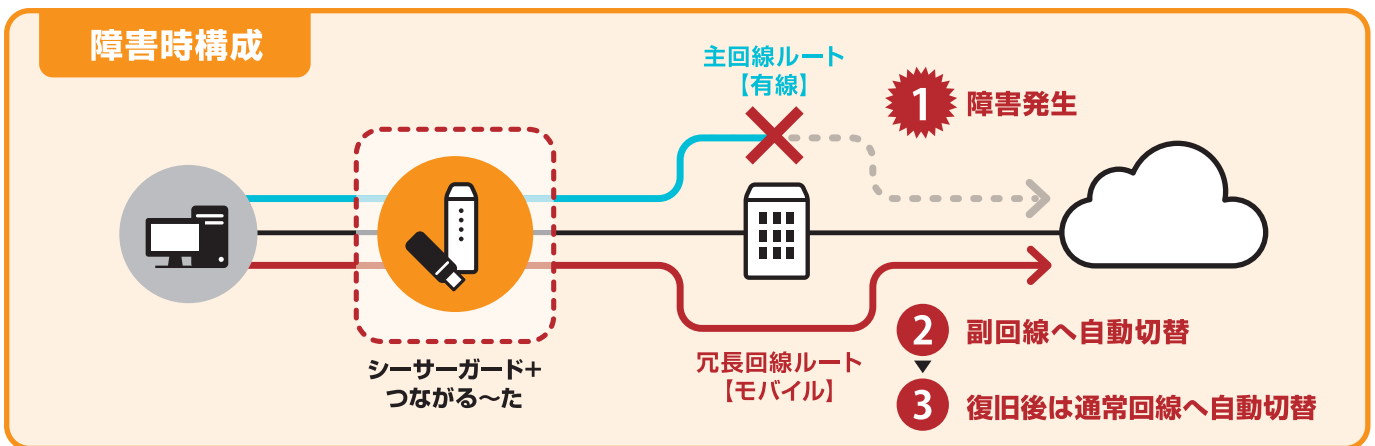 障害時構成
主回線ルート
【有線】
1 障害発生
シーサーガード+
つながる～た
冗長回線ルート
【モバイル】
2 副回線へ自動切替
3 復旧後は通常回線へ自動切替